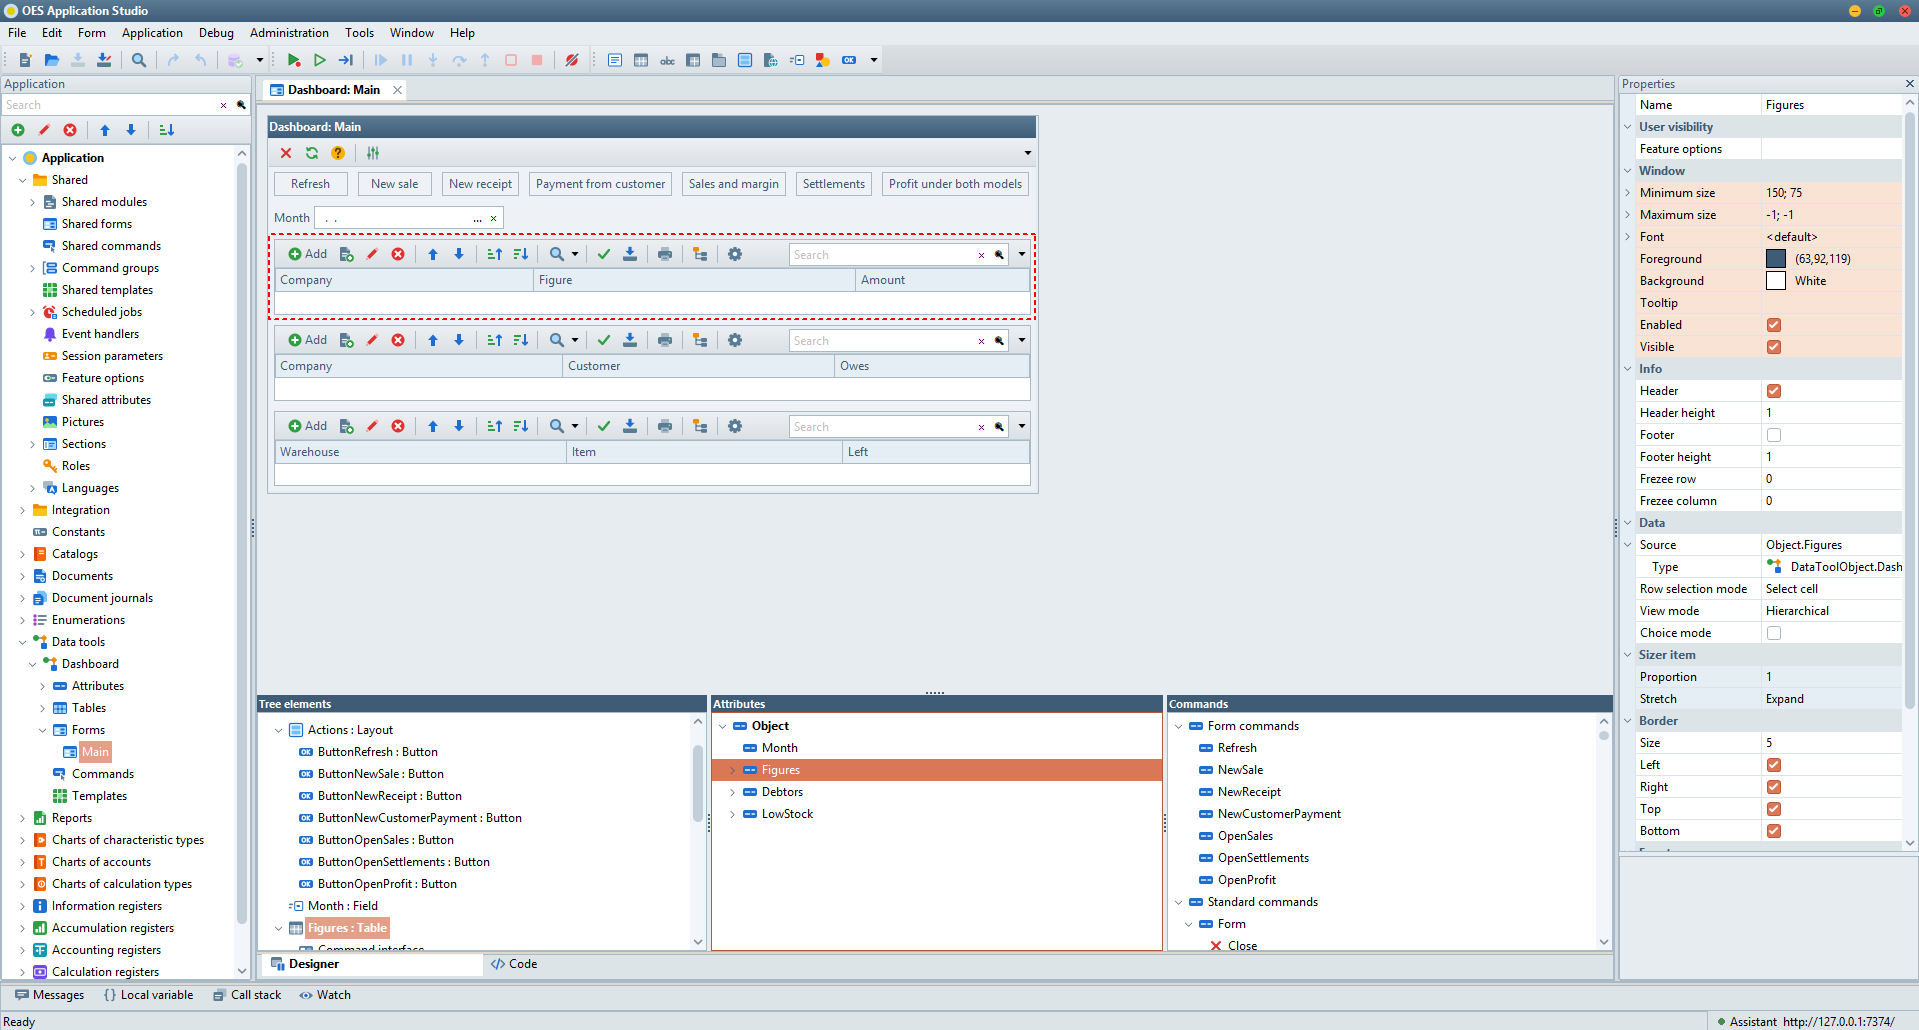 OES Application Studio
File Edit Form Application Debug Administration Tools Window Help
Application
Search
Application
Shared
Shared modules
Shared forms
Shared commands
Command groups
Shared templates
Scheduled jobs
Event handlers
Session parameters
Feature options
Shared attributes
Pictures
Sections
Roles
Languages
Integration
Constants
Catalogs
Documents
Document journals
Enumerations
Data tools
Dashboard
Attributes
Tables
Forms
Main
Commands
Templates
Reports
Charts of characteristic types
Charts of accounts
Charts of calculation types
Information registers
Accumulation registers
Accounting registers
Calculation registers
Dashboard: Main
Dashboard: Main
Refresh New sale New receipt Payment from customer Sales and margin Settlements Profit under both models
Month . . ...
Add Search
Company Figure Amount
Add Search
Company Customer Owes
Add Search
Warehouse Item Left
Tree elements
Actions : Layout
ButtonRefresh : Button
ButtonNewSale : Button
ButtonNewReceipt : Button
ButtonNewCustomerPayment : Button
ButtonOpenSales : Button
ButtonOpenSettlements : Button
ButtonOpenProfit : Button
Month : Field
Figures : Table
Command interface
Attributes
Object
Month
Figures
Debtors
LowStock
Commands
Form commands
Refresh
NewSale
NewReceipt
NewCustomerPayment
OpenSales
OpenSettlements
OpenProfit
Standard commands
Form
Close
Designer Code
Properties
Name Figures
User visibility
Feature options
Window
Minimum size 150; 75
Maximum size -1; -1
Font <default>
Foreground (63,92,119)
Background White
Tooltip
Enabled
Visible
Info
Header
Header height 1
Footer
Footer height 1
Frezee row 0
Frezee column 0
Data
Source Object.Figures
Type DataToolObject.Dash
Row selection mode Select cell
View mode Hierarchical
Choice mode
Sizer item
Proportion 1
Stretch Expand
Border
Size 5
Left
Right
Top
Bottom
Messages Local variable Call stack Watch
Ready Assistant http://127.0.0.1:7374/